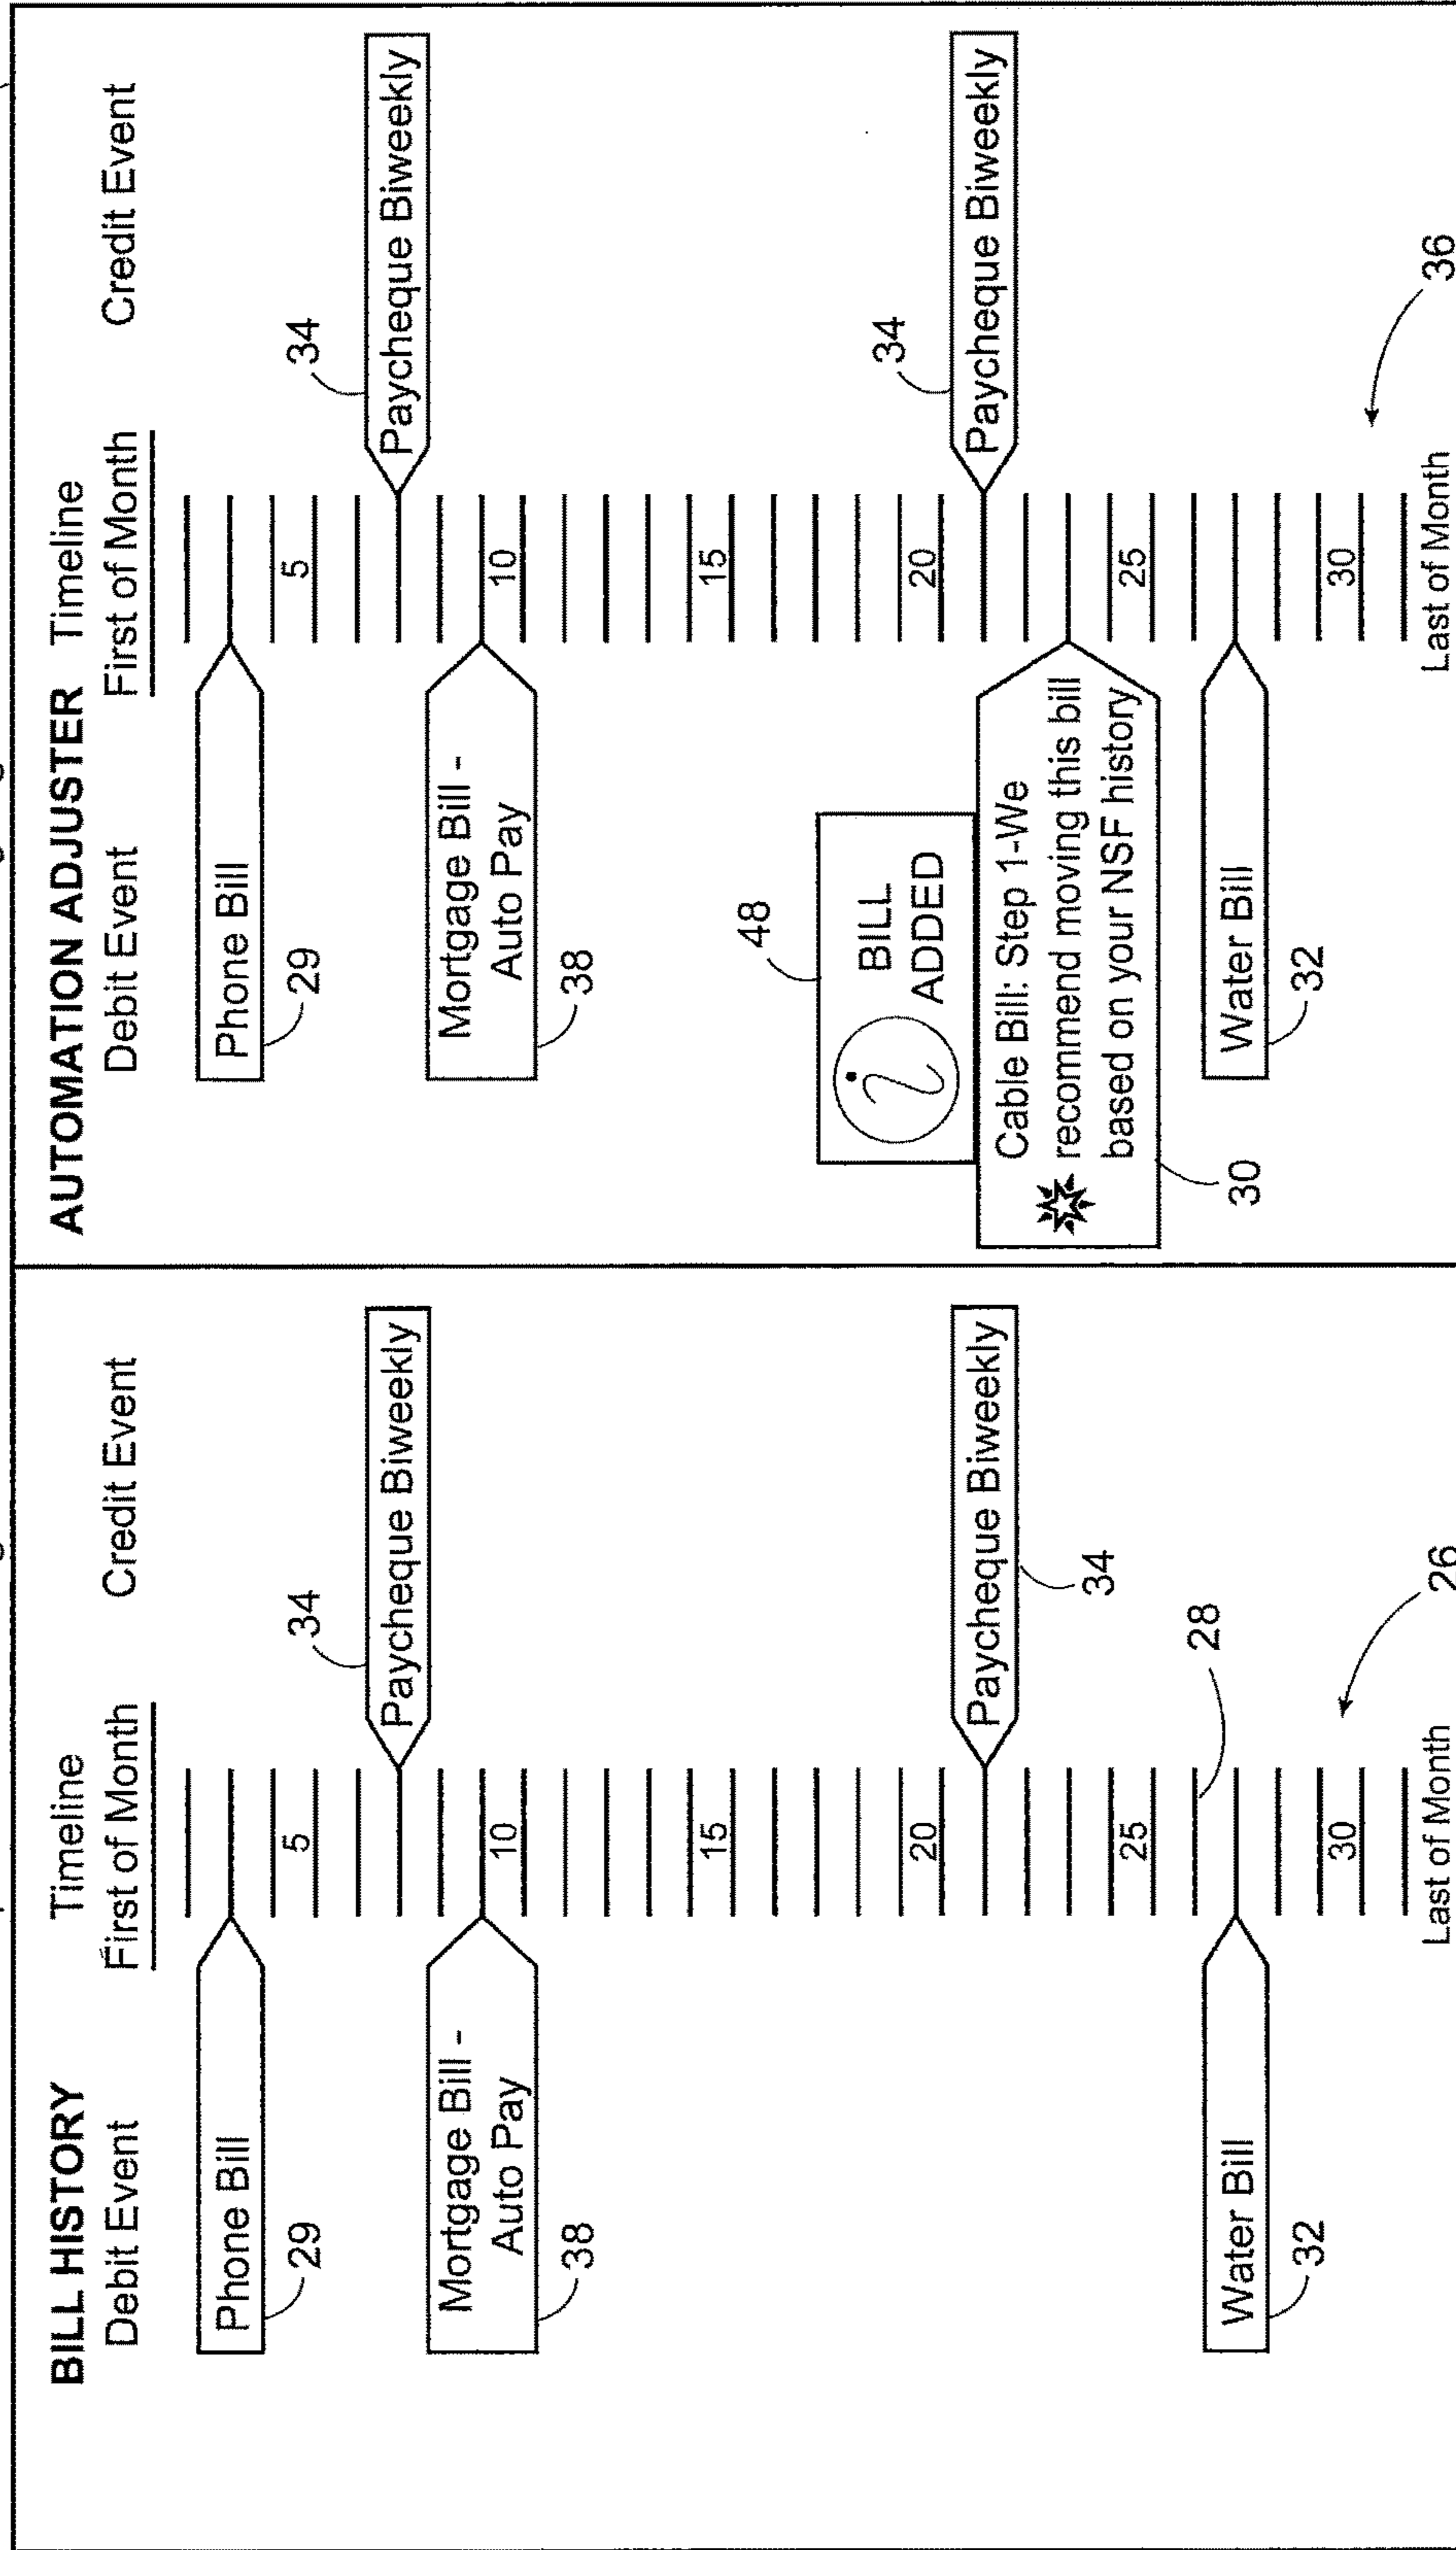 BILL HISTORY
Debit Event
Timeline
First of Month
Credit Event
Phone Bill
29
5
34
Paycheque Biweekly
Mortgage Bill -
Auto Pay
38
10
15
20
Paycheque Biweekly
34
25
28
Water Bill
32
30
26
Last of Month
AUTOMATION ADJUSTER
Debit Event
Timeline
First of Month
Credit Event
Phone Bill
29
5
34
Paycheque Biweekly
Mortgage Bill -
Auto Pay
38
10
15
48
i
BILL
ADDED
20
34
Paycheque Biweekly
Cable Bill: Step 1-We
recommend moving this bill
based on your NSF history
30
25
Water Bill
32
30
36
Last of Month